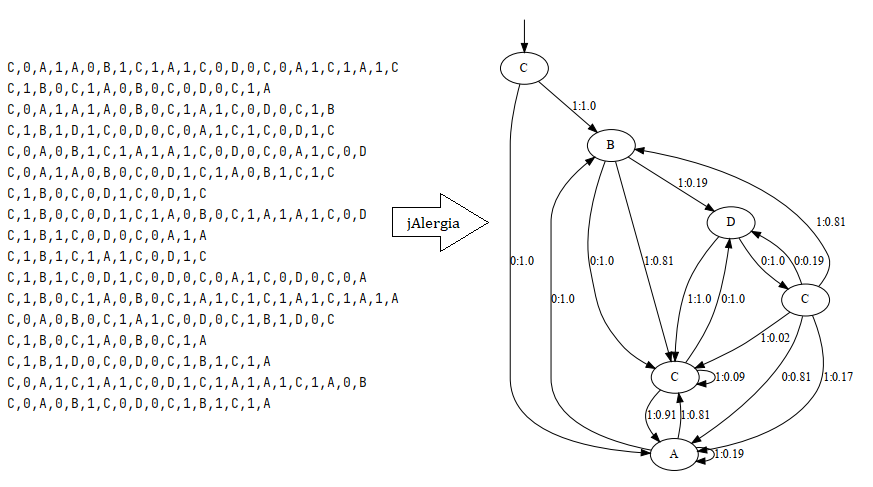 C,0,A,1,A,0,B,1,C,1,A,1,C,0,D,0,C,0,A,1,C,1,A,1,C
C,1,B,0,C,1,A,0,B,0,C,0,D,0,C,1,A
C,0,A,1,A,1,A,0,B,0,C,1,A,1,C,0,D,0,C,1,B
C,1,B,1,D,1,C,0,D,0,C,0,A,1,C,1,C,0,D,1,C
C,0,A,0,B,1,C,1,A,1,A,1,C,0,D,0,C,0,A,1,C,0,D
C,0,A,1,A,0,B,0,C,0,D,1,C,1,A,0,B,1,C,1,C
C,1,B,0,C,0,D,1,C,0,D,1,C
C,1,B,0,C,0,D,1,C,1,A,0,B,0,C,1,A,1,A,1,C,0,D
C,1,B,1,C,0,D,0,C,0,A,1,A
C,1,B,1,C,1,A,1,C,0,D,1,C
C,1,B,1,C,0,D,1,C,0,D,0,C,0,A,1,C,0,D,0,C,0,A
C,1,B,0,C,1,A,0,B,0,C,1,A,1,C,1,C,1,A,1,C,1,A,1,A
C,0,A,0,B,0,C,1,A,1,C,0,D,0,C,1,B,1,D,0,C
C,1,B,0,C,1,A,0,B,0,C,1,A
C,1,B,1,D,0,C,0,D,0,C,1,B,1,C,1,A
C,0,A,1,C,1,A,1,C,0,D,1,C,1,A,1,A,1,C,1,A,0,B
C,0,A,0,B,1,C,0,D,0,C,1,B,1,C,1,A
jAlergia
C
1:1.0
B
1:0.19
D
1:0.81
0:1.0
0:1.0
1:0.81
0:1.0
0:0.19
0:1.0
1:1.0
0:1.0
C
1:0.02
C
1:0.09
0:0.81
1:0.17
1:0.91
1:0.81
A
1:0.19